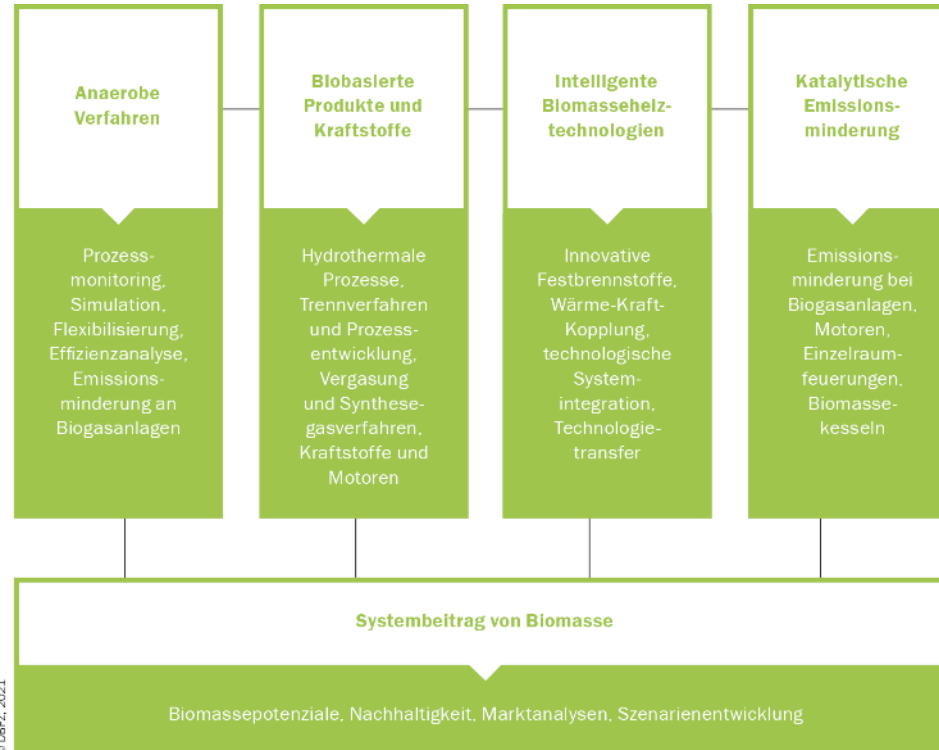 Anaerobe
Verfahren
Prozess-
monitoring,
Simulation,
Flexibilisierung,
Effizienzanalyse,
Emissions-
minderung an
Biogasanlagen
Biobasierte
Produkte und
Kraftstoffe
Hydrothermale
Prozesse,
Trennverfahren
und Prozess-
entwicklung,
Vergasung
und Synthese-
gasverfahren,
Kraftstoffe und
Motoren
Intelligente
Biomasseheiz-
technologien
Innovative
Festbrennstoffe,
Wärme-Kraft-
Kopplung,
technologische
System-
integration,
Technologie-
transfer
Katalytische
Emissions-
minderung
Emissions-
minderung bei
Biogasanlagen,
Motoren,
Einzelraum-
feuerungen,
Biomasse-
kesseln
Systembeitrag von Biomasse
Biomassepotenziale, Nachhaltigkeit, Marktanalysen, Szenarienentwicklung
© DBFZ, 2021